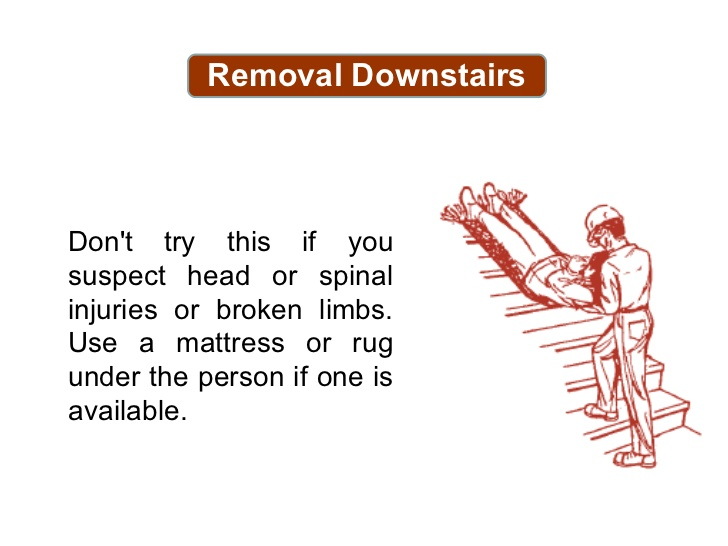 Removal Downstairs
Don't try this if you
suspect head or spinal
injuries or broken limbs.
Use a mattress or rug
under the person if one is
available.